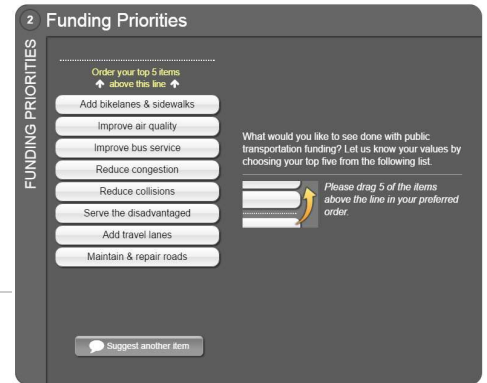 2 Funding Priorities
FUNDING PRIORITIES
Order your top 5 items
above this line
Add bikelanes & sidewalks
Improve air quality
Improve bus service
Reduce congestion
Reduce collisions
Serve the disadvantaged
Add travel lanes
Maintain & repair roads
Suggest another item
What would you like to see done with public
transportation funding? Let us know your values by
choosing your top five from the following list.
Please drag 5 of the items
above the line in your preferred
order.